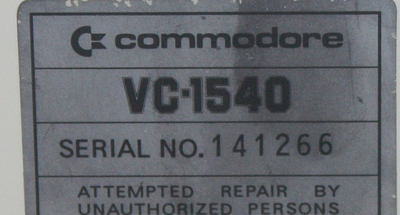 commodore
VC-1540
SERIAL NO. 141266
ATTEMPTED REPAIR BY
UNAUTHORIZED PERSONS